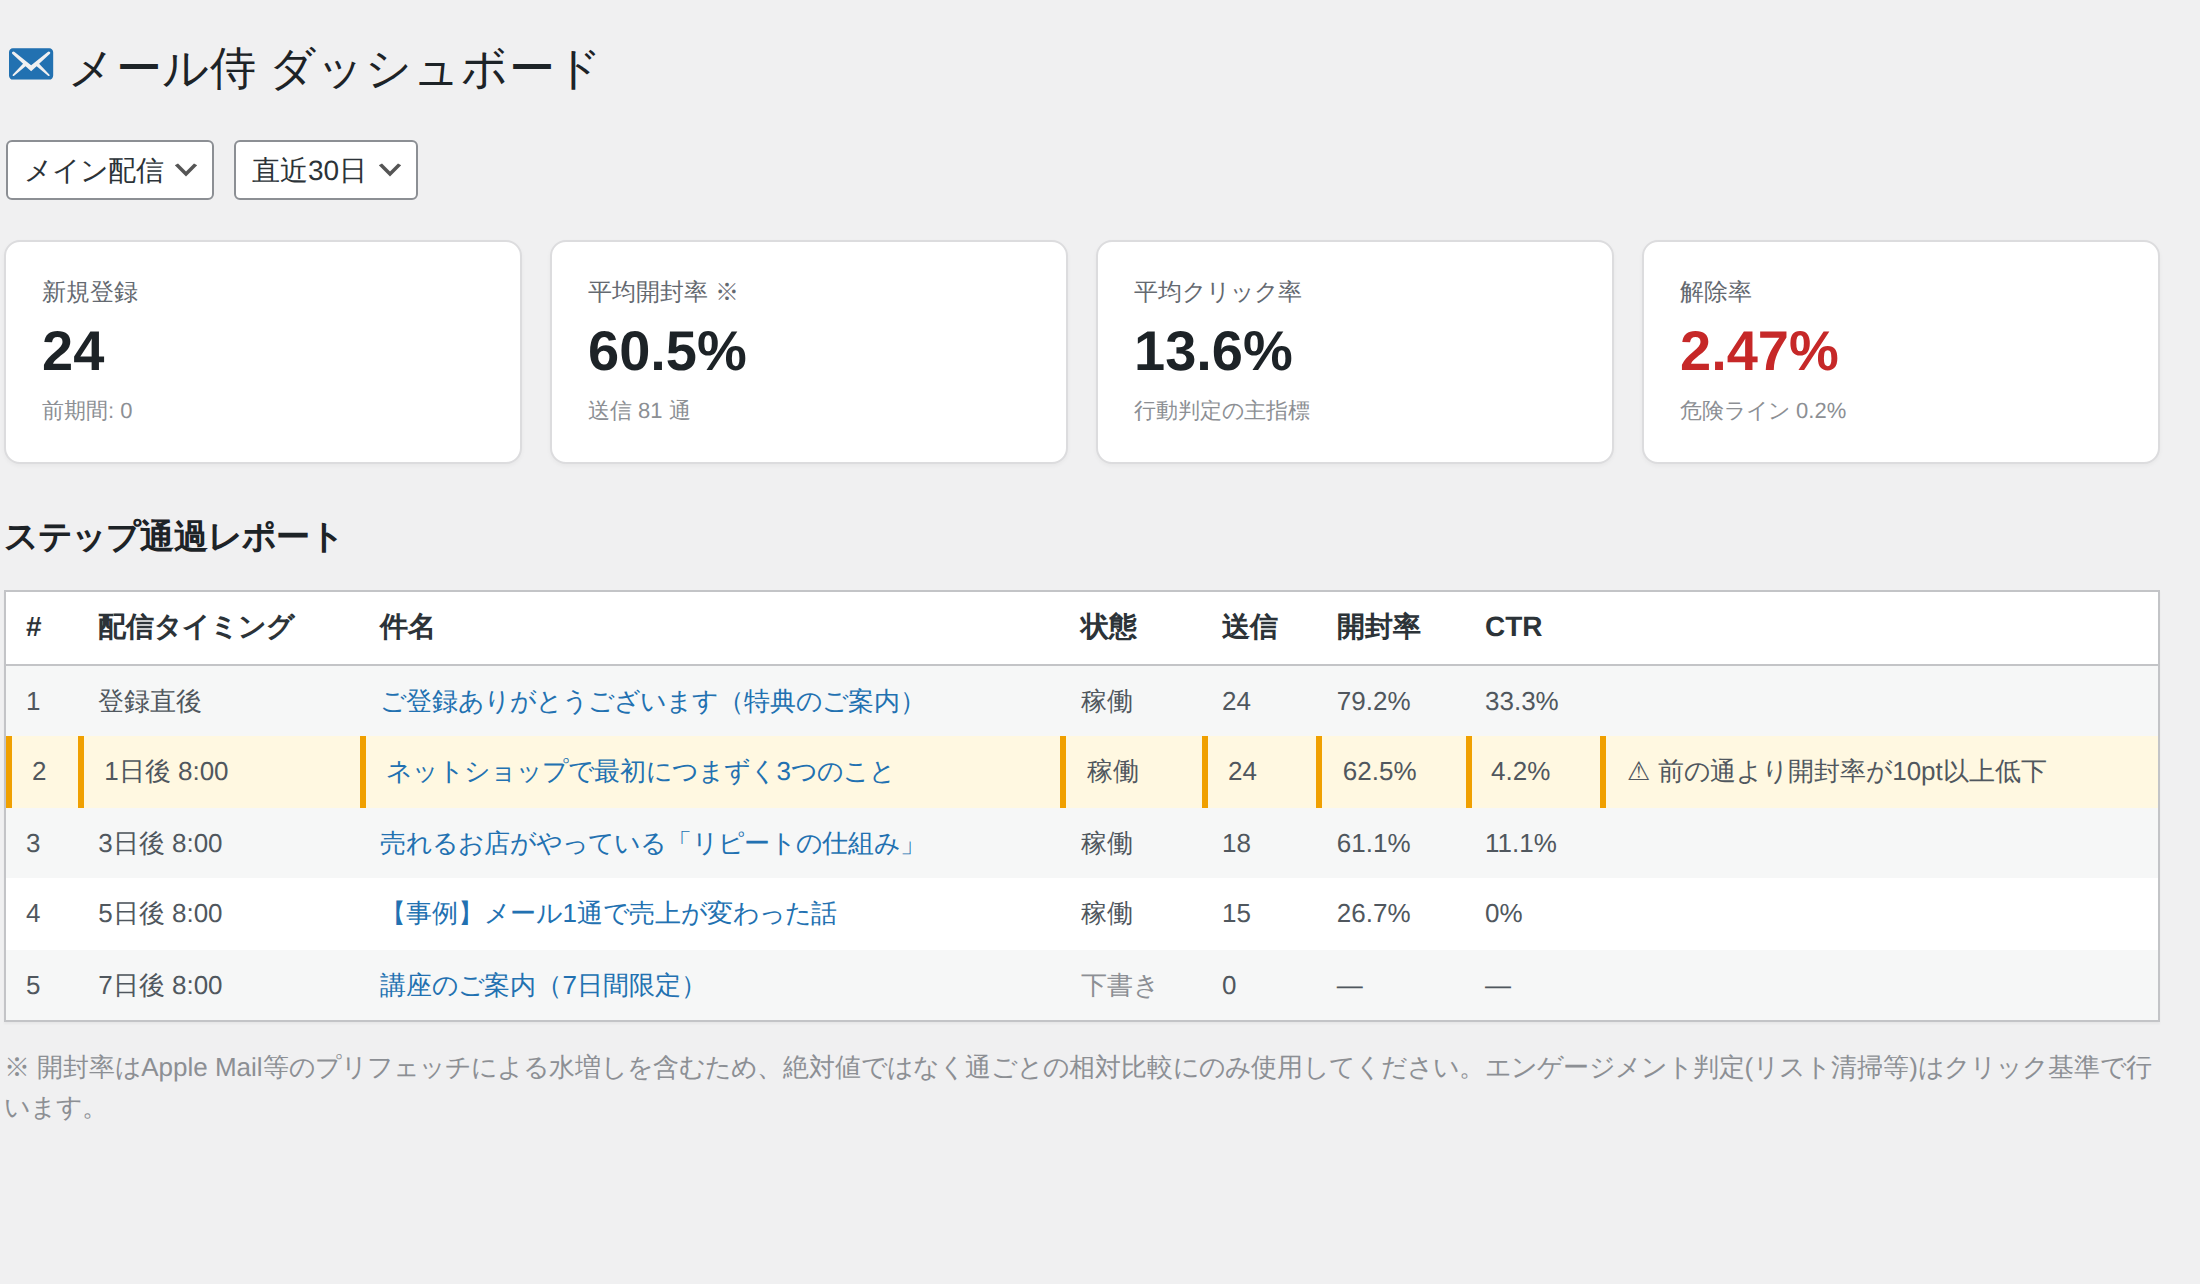 メール侍 ダッシュボード
メイン配信 直近30日
新規登録
24
前期間: 0
平均開封率 ※
60.5%
送信 81 通
平均クリック率
13.6%
行動判定の主指標
解除率
2.47%
危険ライン 0.2%
ステップ通過レポート
# 配信タイミング 件名 状態 送信 開封率 CTR
1 登録直後 ご登録ありがとうございます（特典のご案内） 稼働 24 79.2% 33.3%
2 1日後 8:00 ネットショップで最初につまずく3つのこと 稼働 24 62.5% 4.2% ⚠ 前の通より開封率が10pt以上低下
3 3日後 8:00 売れるお店がやっている「リピートの仕組み」 稼働 18 61.1% 11.1%
4 5日後 8:00 【事例】メール1通で売上が変わった話 稼働 15 26.7% 0%
5 7日後 8:00 講座のご案内（7日間限定） 下書き 0 — —
※ 開封率はApple Mail等のプリフェッチによる水増しを含むため、絶対値ではなく通ごとの相対比較にのみ使用してください。エンゲージメント判定(リスト清掃等)はクリック基準で行
います。